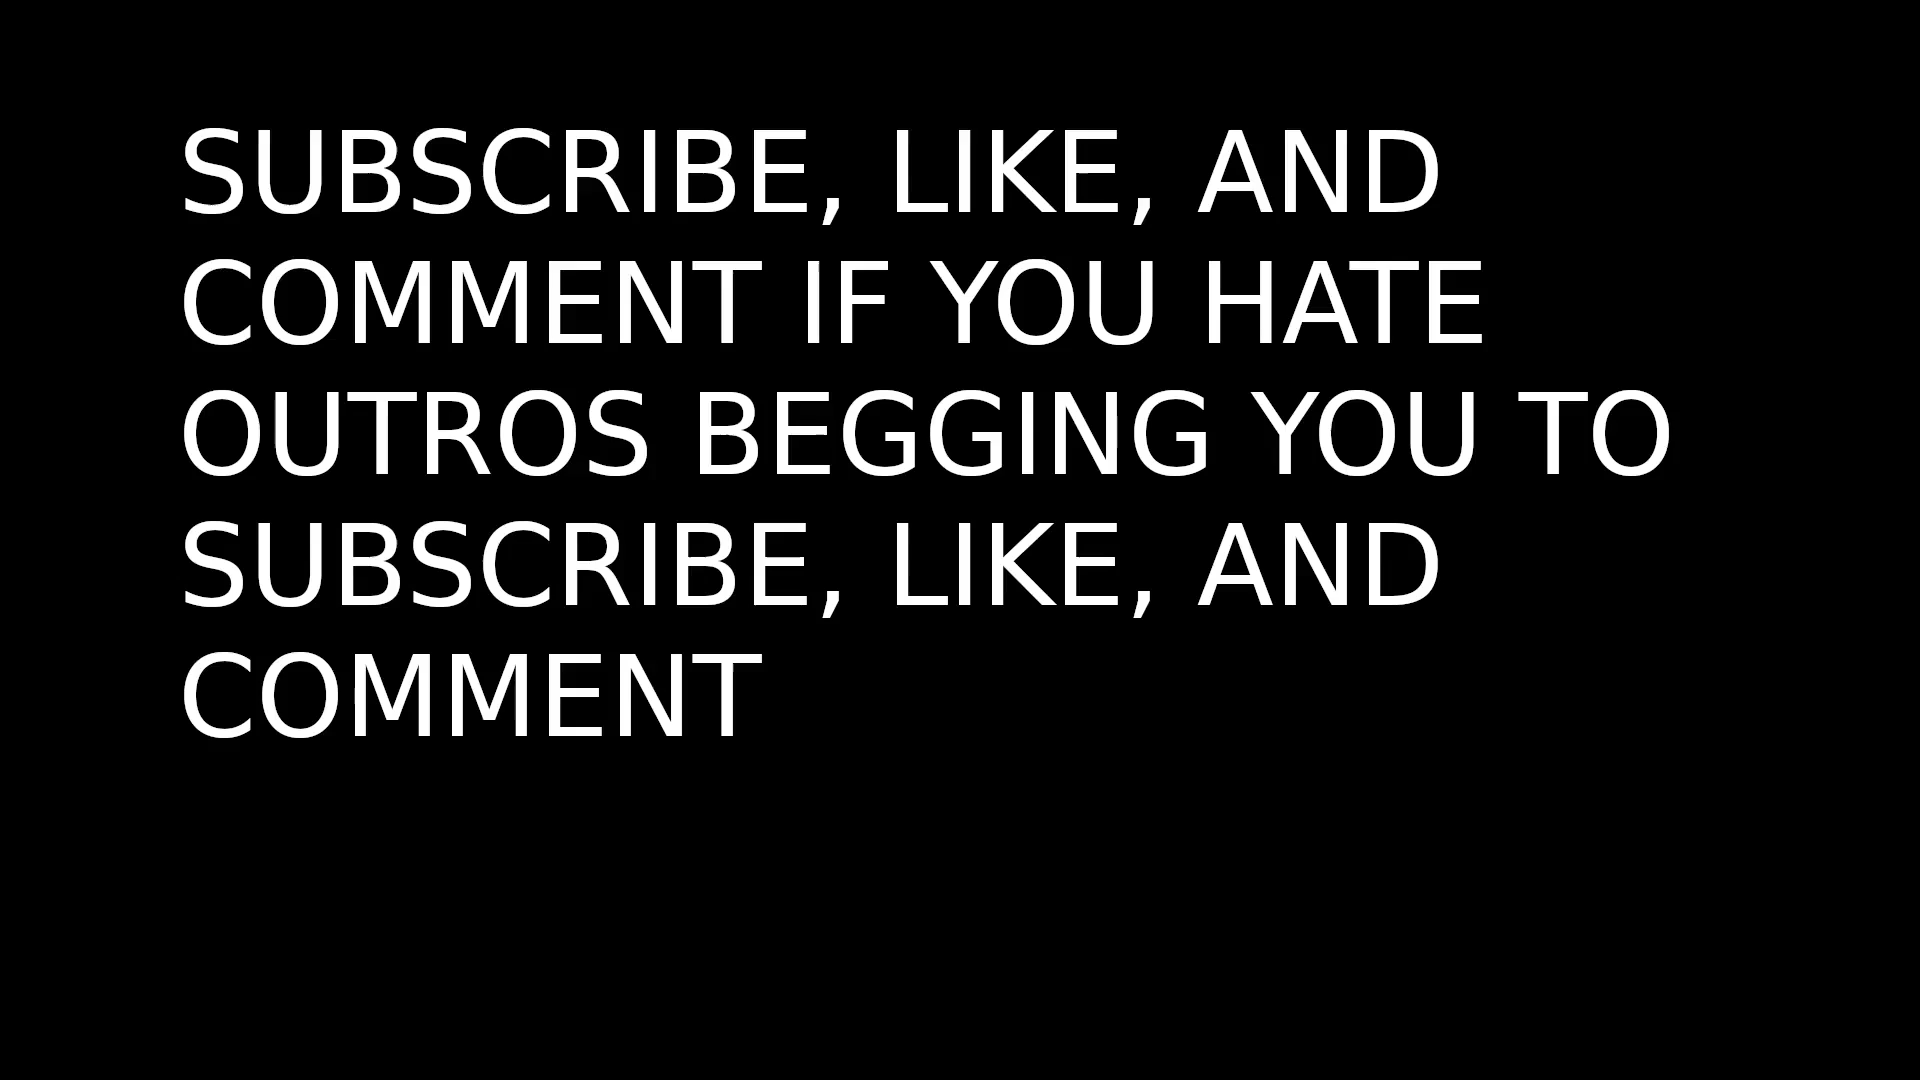 SUBSCRIBE, LIKE, AND
COMMENT IF YOU HATE
OUTROS BEGGING YOU TO
SUBSCRIBE, LIKE, AND
COMMENT